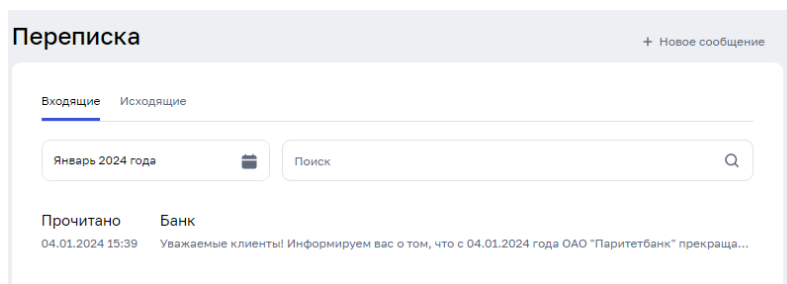 Переписка
+ Новое сообщение
Входящие Исходящие
Январь 2024 года
Поиск
Прочитано Банк
04.01.2024 15:39 Уважаемые клиенты! Информируем вас о том, что с 04.01.2024 года ОАО "Паритетбанк" прекраща...